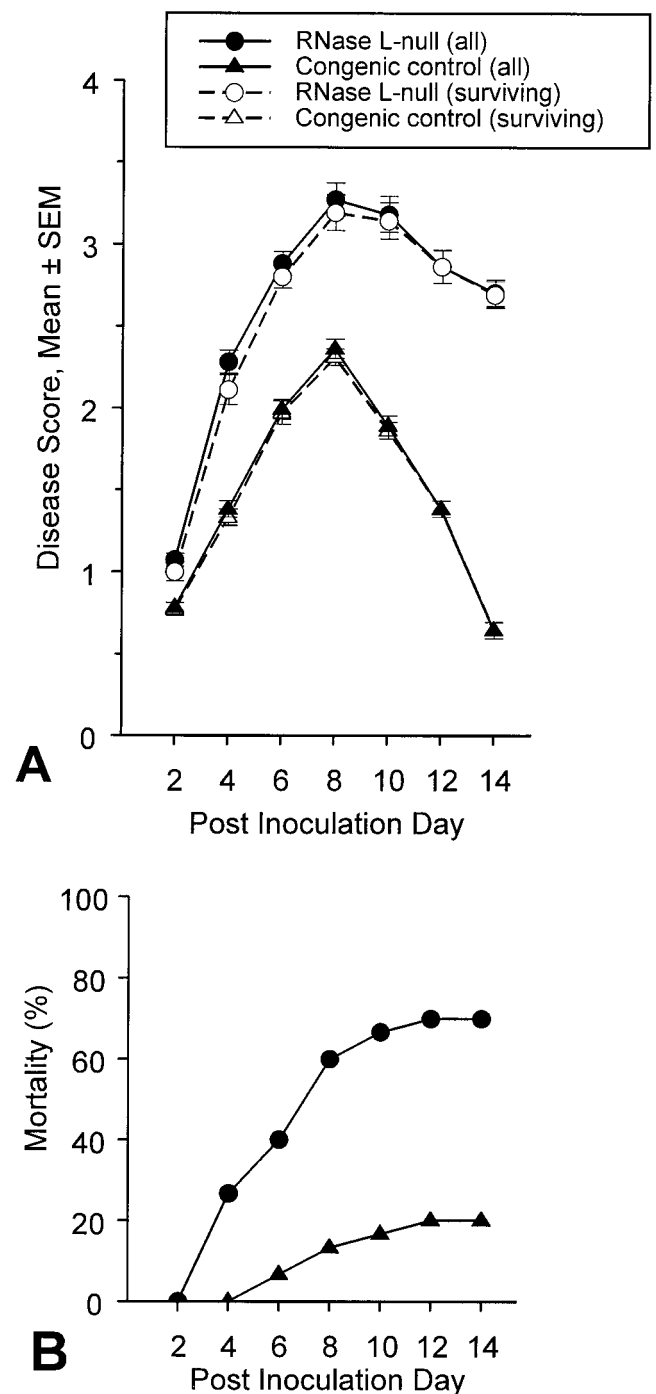 RNase L-null (all)
Congenic control (all)
RNase L-null (surviving)
Congenic control (surviving)
4
3
2
1
0
Disease Score, Mean ± SEM
2 4 6 8 10 12 14
Post Inoculation Day
A
100
80
60
40
20
0
Mortality (%)
2 4 6 8 10 12 14
Post Inoculation Day
B